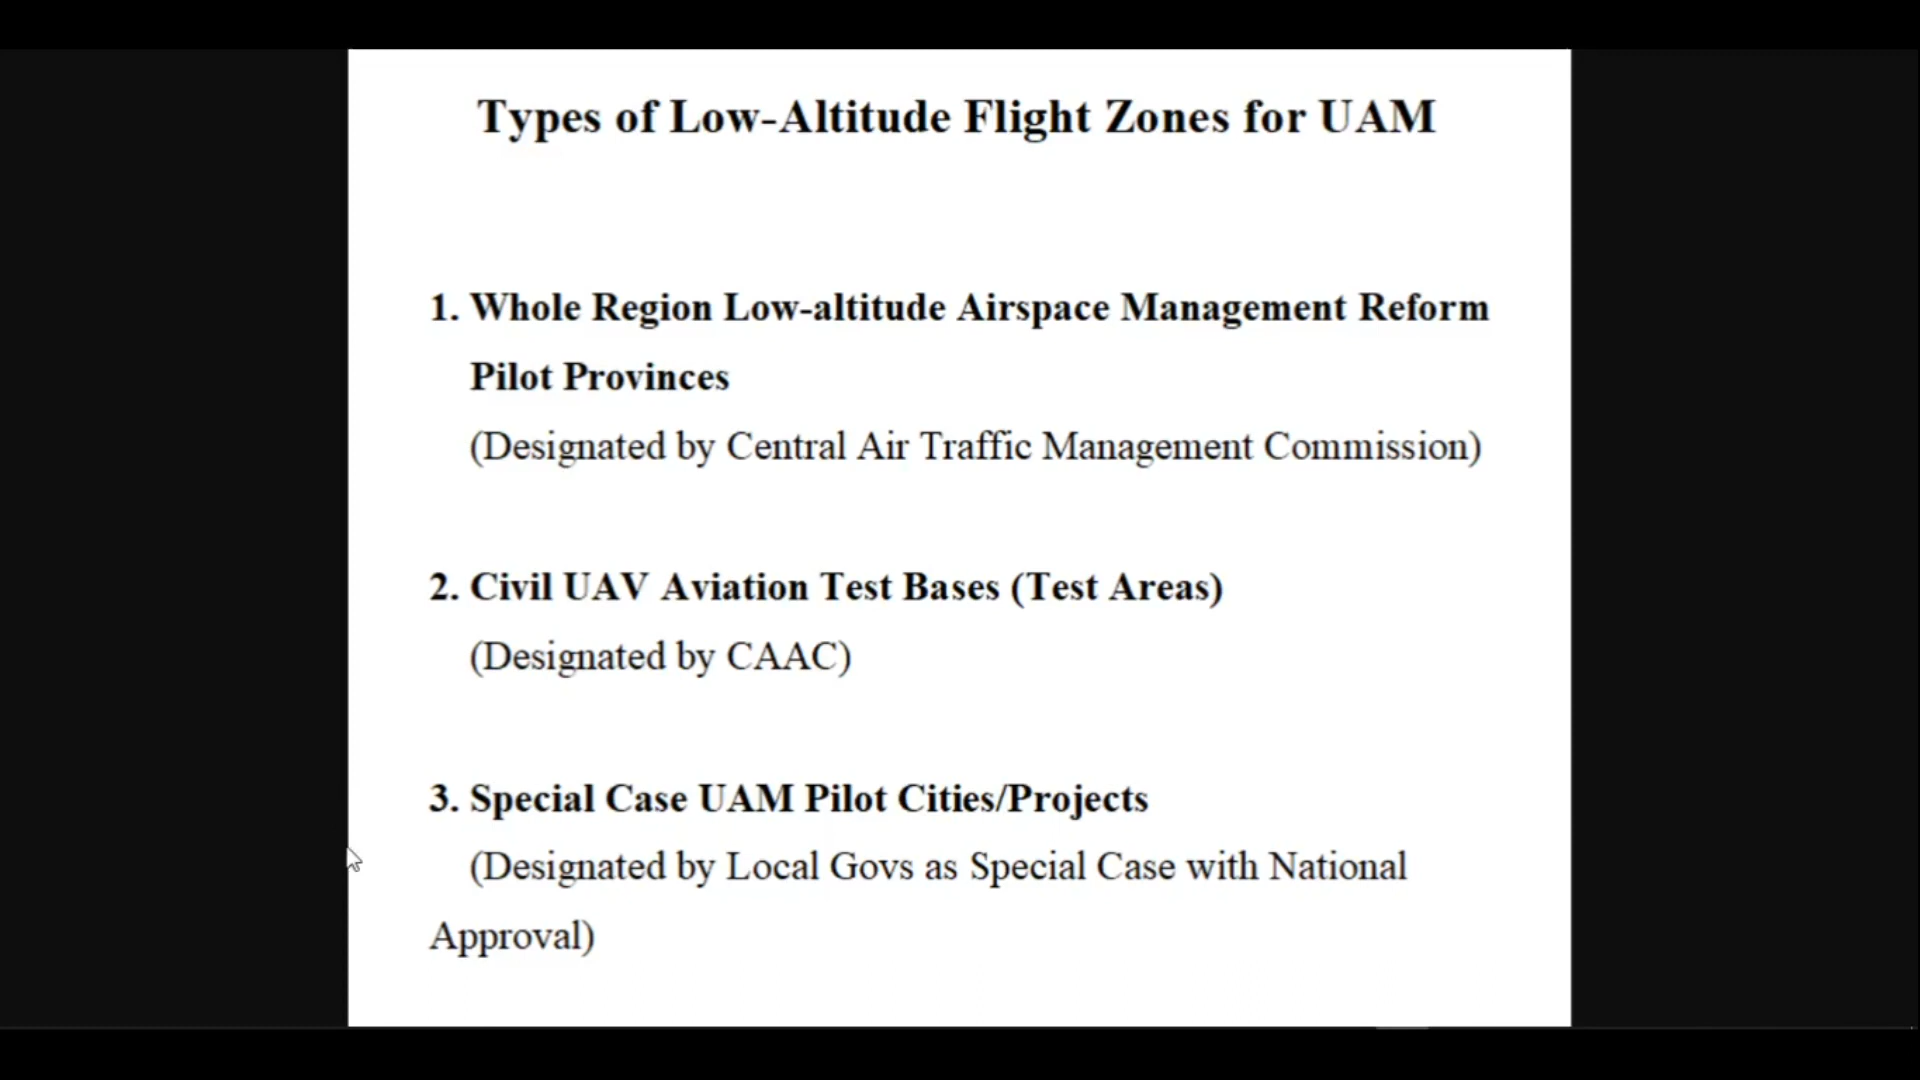 Types of Low-Altitude Flight Zones for UAM
1. Whole Region Low-altitude Airspace Management Reform
Pilot Provinces
(Designated by Central Air Traffic Management Commission)
2. Civil UAV Aviation Test Bases (Test Areas)
(Designated by CAAC)
3. Special Case UAM Pilot Cities/Projects
(Designated by Local Govs as Special Case with National
Approval)